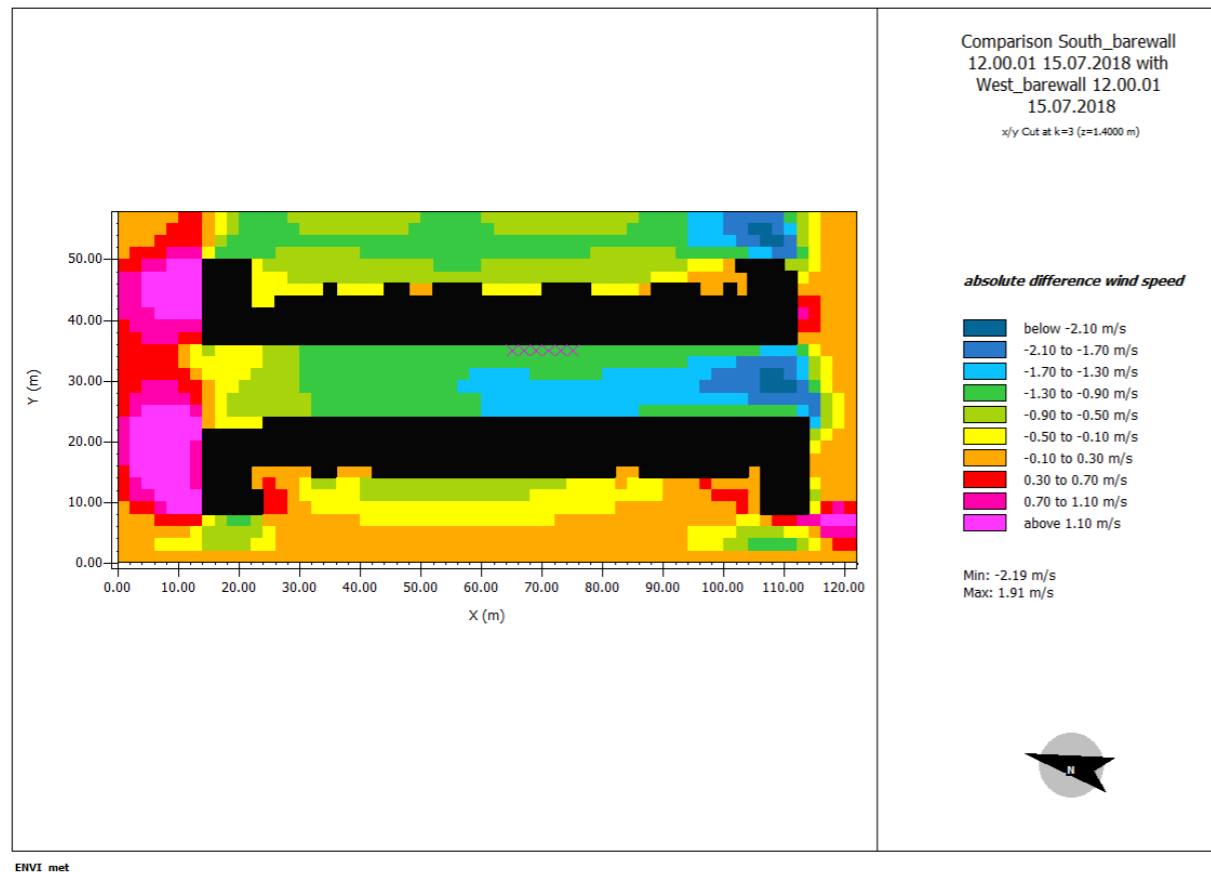 Comparison South_barewall
12.00.01 15.07.2018 with
West_barewall 12.00.01
15.07.2018
x/y Cut at k=3 (z=1.4000 m)
absolute difference wind speed
below -2.10 m/s
-2.10 to -1.70 m/s
-1.70 to -1.30 m/s
-1.30 to -0.90 m/s
-0.90 to -0.50 m/s
-0.50 to -0.10 m/s
-0.10 to 0.30 m/s
0.30 to 0.70 m/s
0.70 to 1.10 m/s
above 1.10 m/s
Min: -2.19 m/s
Max: 1.91 m/s
N
Y (m)
50.00
40.00
30.00
20.00
10.00
0.00
0.00 10.00 20.00 30.00 40.00 50.00 60.00 70.00 80.00 90.00 100.00 110.00 120.00
X (m)
ENVI_met